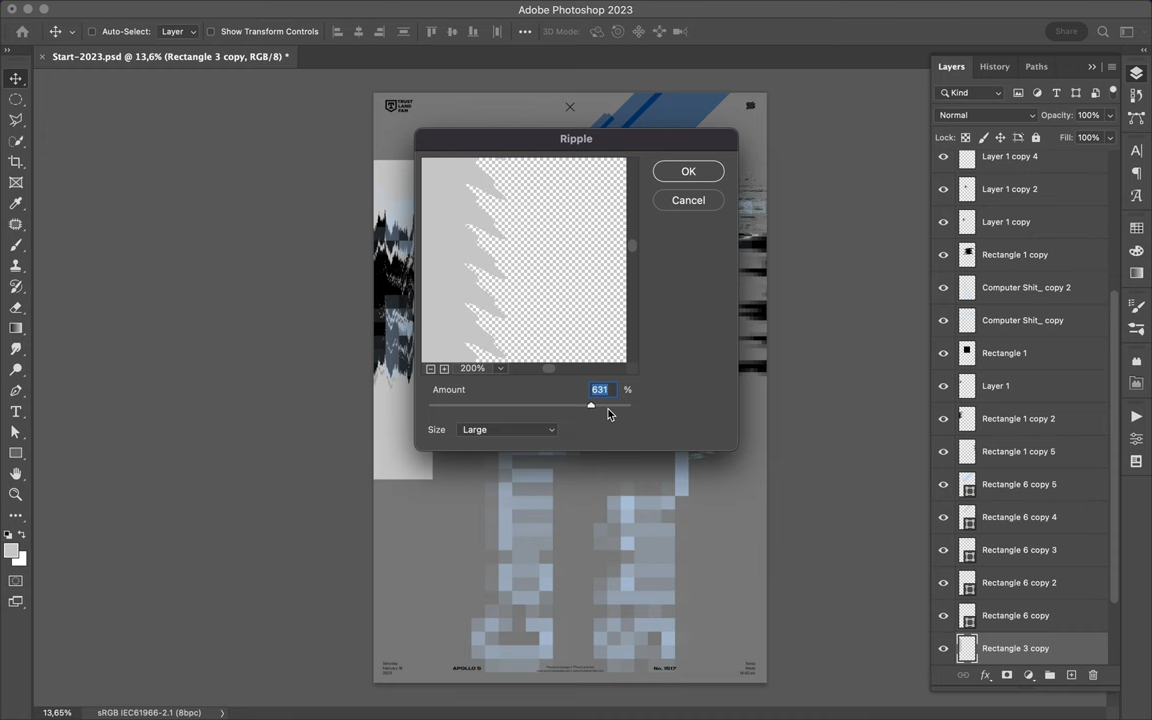 Adobe Photoshop 2023
Auto-Select:
Layer
Show Transform Controls
3D Mode:
Share
Start-2023.psd @ 13,6% (Rectangle 3 copy, RGB/8) *
TRUST
LAND
FAN
Ripple
OK
Cancel
200%
Amount
631
%
Size
Large
APOLLO 5
No. 1517
Layers
History
Paths
Kind
Normal
Opacity:
100%
Lock:
Fill:
100%
Layer 1 copy 4
Layer 1 copy 2
Layer 1 copy
Rectangle 1 copy
Computer Shit_ copy 2
Computer Shit_ copy
Rectangle 1
Layer 1
Rectangle 1 copy 2
Rectangle 1 copy 5
Rectangle 6 copy 5
Rectangle 6 copy 4
Rectangle 6 copy 3
Rectangle 6 copy 2
Rectangle 6 copy
Rectangle 3 copy
fx
13,65%
sRGB IEC61966-2.1 (8bpc)